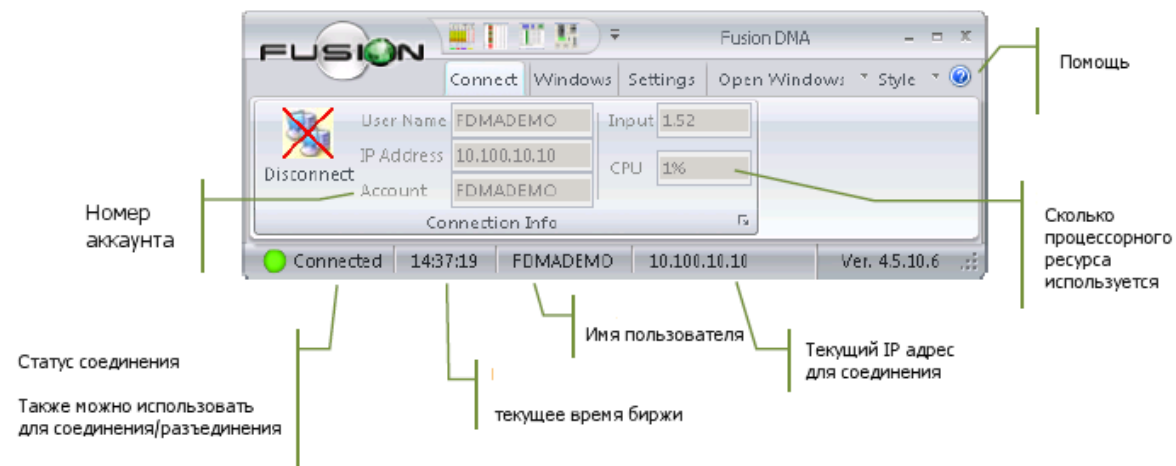 FUSION
Fusion DMA
Connect Windows Settings Open Windows Style
Помощь
User Name FDMADEMO Input 1.52
IP Address 10.100.10.10
CPU 1%
Disconnect
Account FDMADEMO
Connection Info
Номер
аккаунта
Сколько
процессорного
ресурса
используется
Connected 14:37:19 FDMADEMO 10.100.10.10 Ver. 4.5.10.6
Имя пользователя
Текущий IP адрес
для соединения
Статус соединения
Также можно использовать
для соединения/разъединения
текущее время биржи